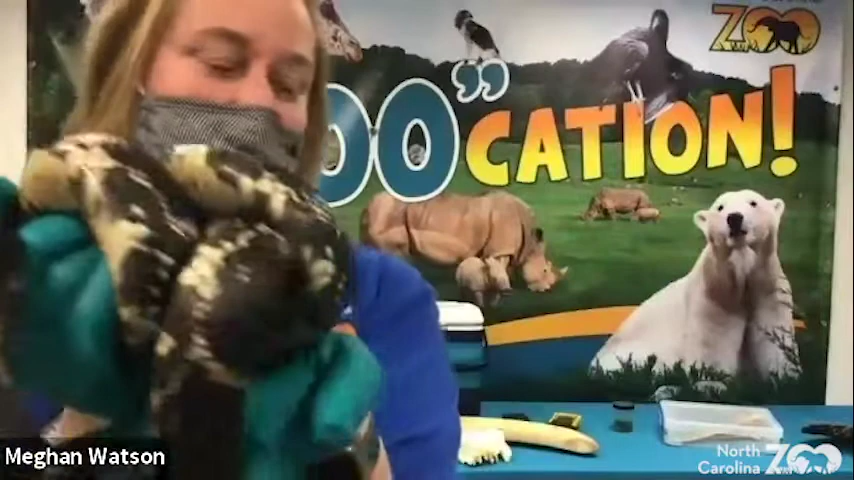 ZOO
OO"CATION!
Meghan Watson
North
Carolina ZOO